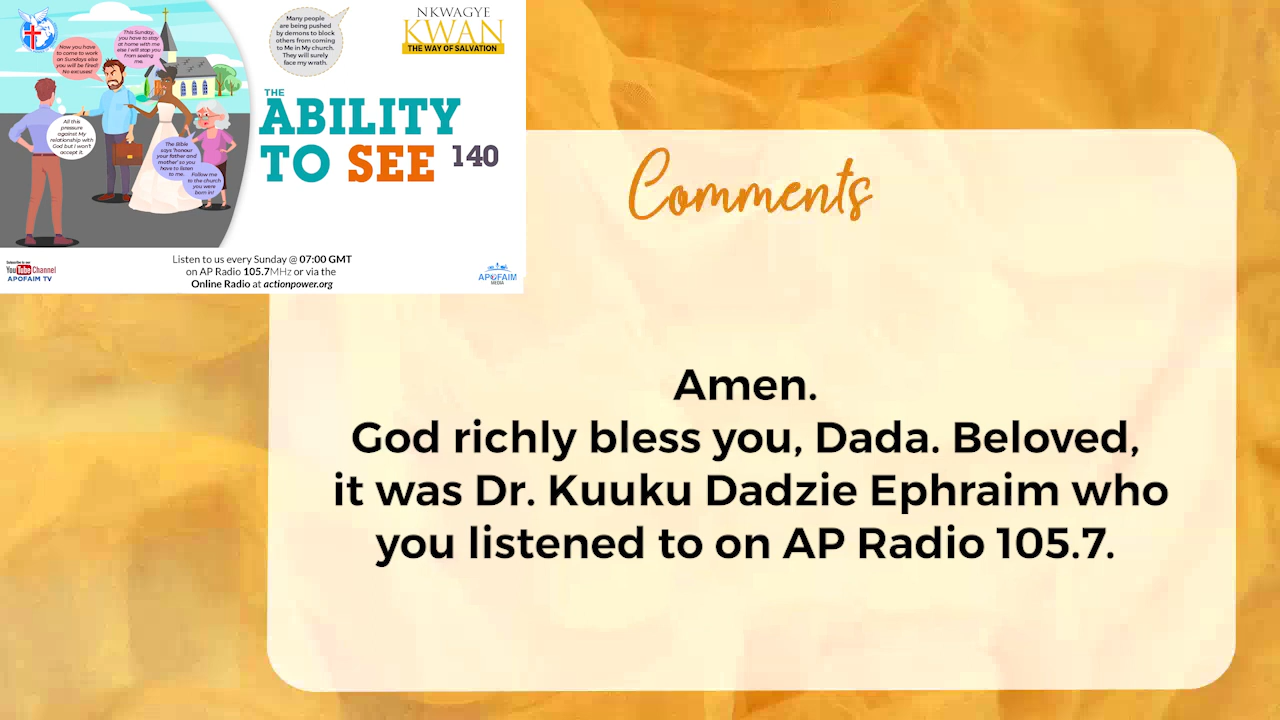 Many people
are being pushed
by demons to block
others from coming
to Me in My church.
They will surely
face my wrath.
NKWAGYE
KWAN
THE WAY OF SALVATION
This Sunday,
you have to stay
at home with me
else I will stop you
from seeing
me.
Now you have
to come to work
on Sundays else
you will be fired!
No excuses!
All this
pressure
against My
relationship with
God but I won't
accept it.
The Bible
says 'honour
your father and
mother' so you
have to listen
to me.
Follow me
to the church
you were
born in!
THE
ABILITY
TO SEE 140
Listen to us every Sunday @ 07:00 GMT
on AP Radio 105.7MHz or via the
Online Radio at actionpower.org
Subscribe to our
YouTube Channel
APOFAIM TV
APOFAIM
MEDIA
Comments
Amen.
God richly bless you, Dada. Beloved,
it was Dr. Kuuku Dadzie Ephraim who
you listened to on AP Radio 105.7.